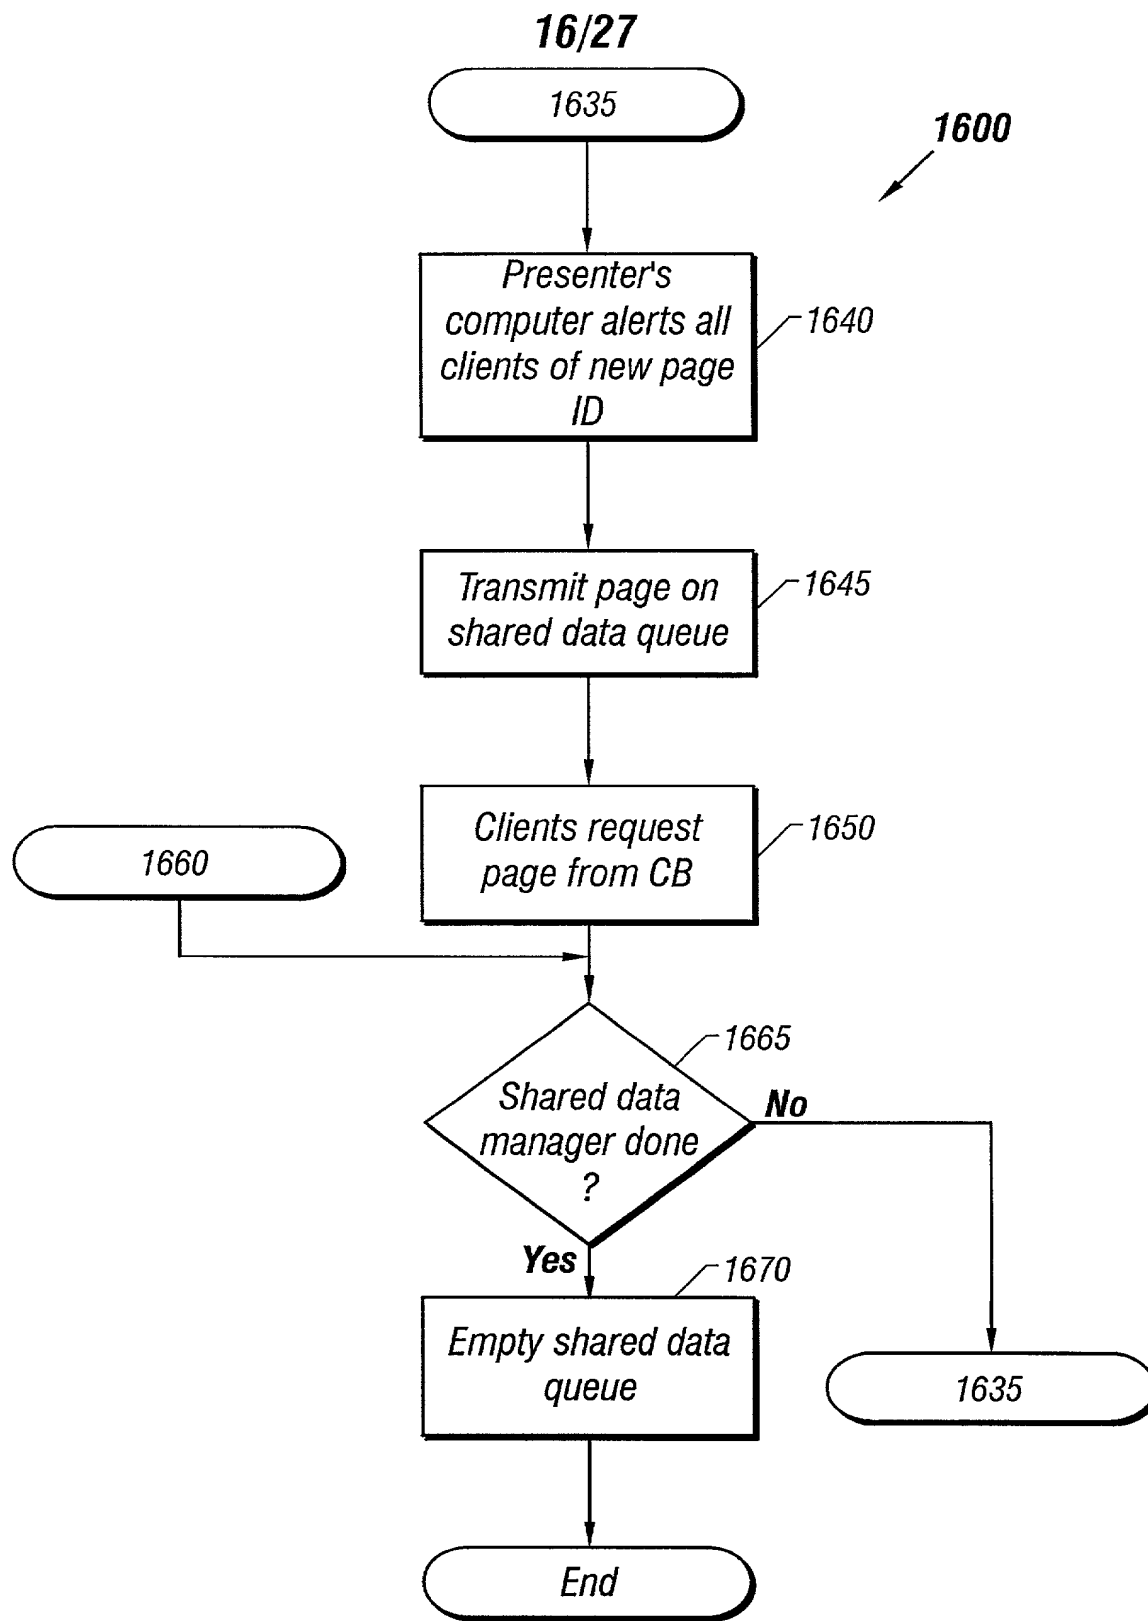 16/27
1635
1600
Presenter's
computer alerts all
clients of new page
ID
1640
Transmit page on
shared data queue
1645
Clients request
page from CB
1650
1660
1665
Shared data
manager done
?
No
Yes
1670
Empty shared data
queue
1635
End